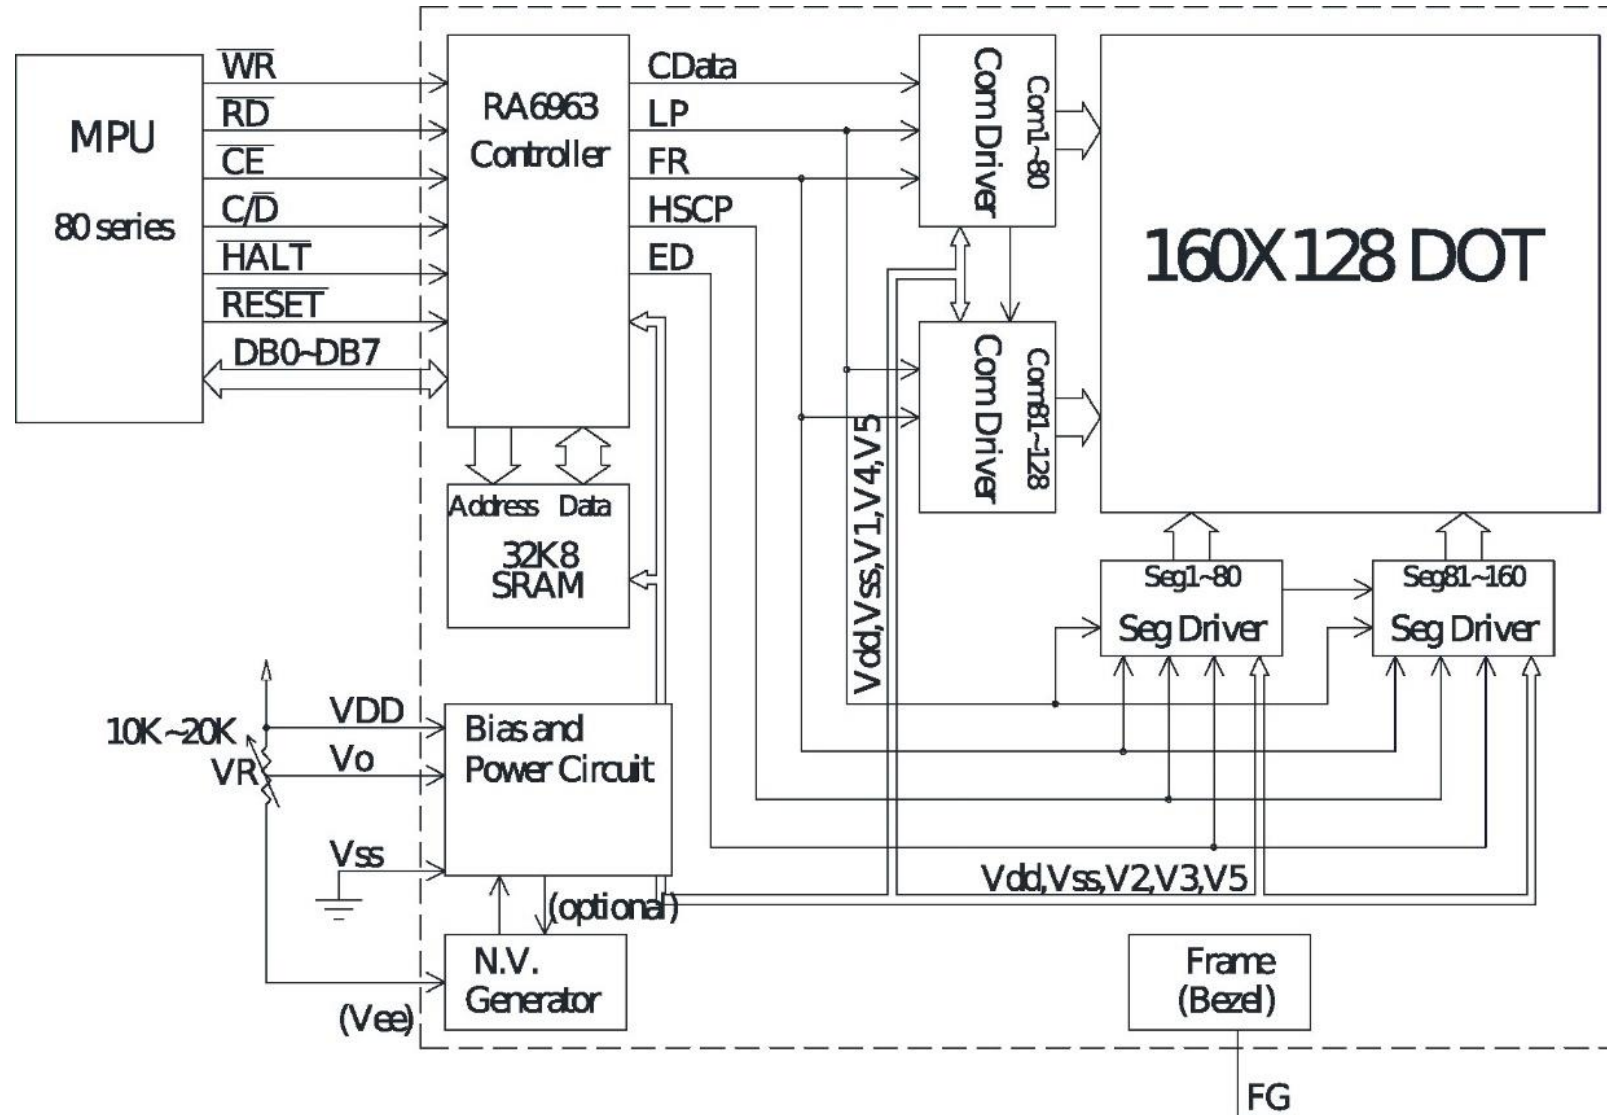 MPU
80 series
WR
RD
CE
C/D
HALT
RESET
DB0~DB7
RA6963
Controller
CData
LP
FR
HSCP
ED
Com Driver
Com1~80
Com Driver
Com81~128
160X128 DOT
Address Data
32K8
SRAM
Vdd,Vss,V1,V4,V5
Seg1~80
Seg Driver
Seg81~160
Seg Driver
10K~20K
VR
VDD
Vo
Vss
Bias and
Power Circuit
(optional)
Vdd,Vss,V2,V3,V5
N.V.
Generator
(Vee)
Frame
(Bezel)
FG